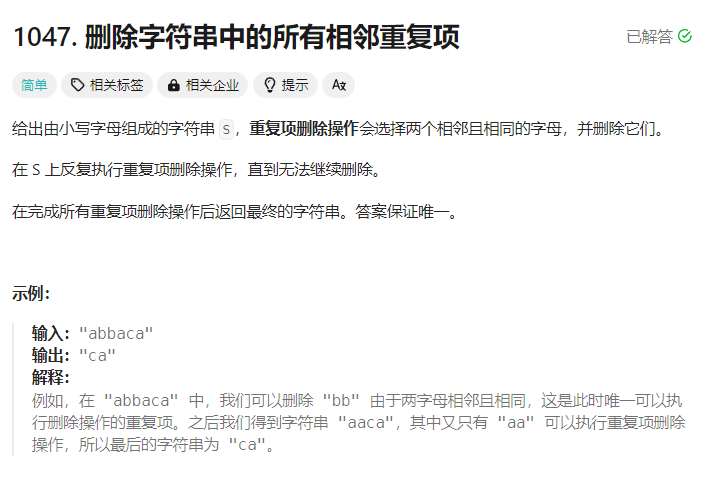 1047. 删除字符串中的所有相邻重复项
已解答
简单 相关标签 相关企业 提示 Aあ
给出由小写字母组成的字符串 S，重复项删除操作会选择两个相邻且相同的字母，并删除它们。
在 S 上反复执行重复项删除操作，直到无法继续删除。
在完成所有重复项删除操作后返回最终的字符串。答案保证唯一。
示例：
输入："abbaca"
输出："ca"
解释：
例如，在 "abbaca" 中，我们可以删除 "bb" 由于两字母相邻且相同，这是此时唯一可以执
行删除操作的重复项。之后我们得到字符串 "aaca"，其中又只有 "aa" 可以执行重复项删除
操作，所以最后的字符串为 "ca"。